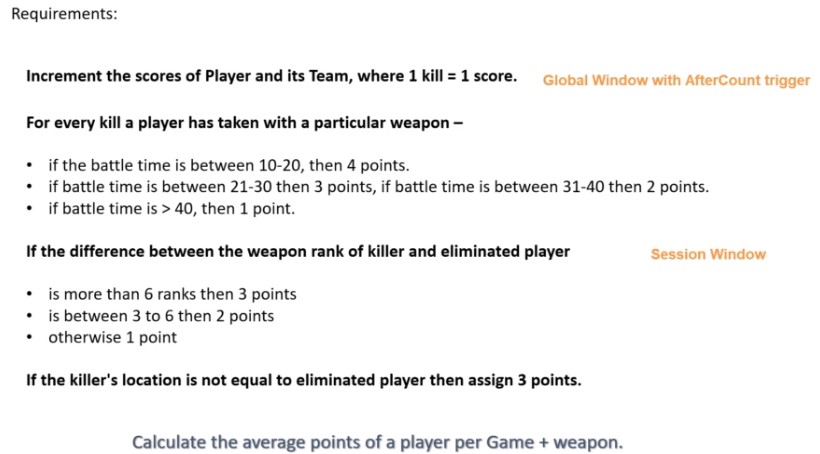 Requirements:
Increment the scores of Player and its Team, where 1 kill = 1 score. Global Window with AfterCount trigger
For every kill a player has taken with a particular weapon –
• if the battle time is between 10-20, then 4 points.
• if battle time is between 21-30 then 3 points, if battle time is between 31-40 then 2 points.
• if battle time is > 40, then 1 point.
If the difference between the weapon rank of killer and eliminated player Session Window
• is more than 6 ranks then 3 points
• is between 3 to 6 then 2 points
• otherwise 1 point
If the killer's location is not equal to eliminated player then assign 3 points.
Calculate the average points of a player per Game + weapon.